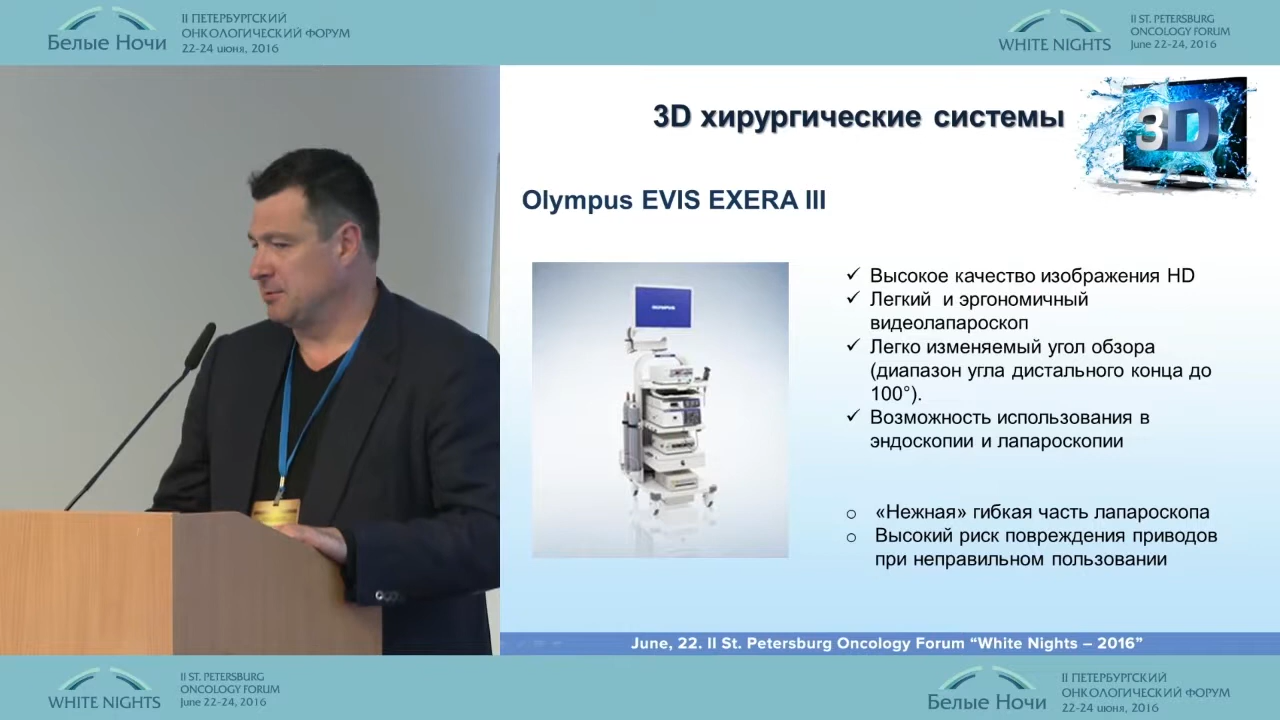 Белые Ночи
II ПЕТЕРБУРГСКИЙ
ОНКОЛОГИЧЕСКИЙ ФОРУМ
22-24 июня, 2016
WHITE NIGHTS
II ST. PETERSBURG
ONCOLOGY FORUM
June 22-24, 2016
3D хирургические системы
3D
Olympus EVIS EXERA III
OLYMPUS
✓ Высокое качество изображения HD
✓ Легкий и эргономичный
видеолапароскоп
✓ Легко изменяемый угол обзора
(диапазон угла дистального конца до
100°).
✓ Возможность использования в
эндоскопии и лапароскопии
o «Нежная» гибкая часть лапароскопа
o Высокий риск повреждения приводов
при неправильном пользовании
June, 22. II St. Petersburg Oncology Forum “White Nights – 2016”
WHITE NIGHTS
II ST. PETERSBURG
ONCOLOGY FORUM
June 22-24, 2016
Белые Ночи
II ПЕТЕРБУРГСКИЙ
ОНКОЛОГИЧЕСКИЙ ФОРУМ
22-24 июня, 2016